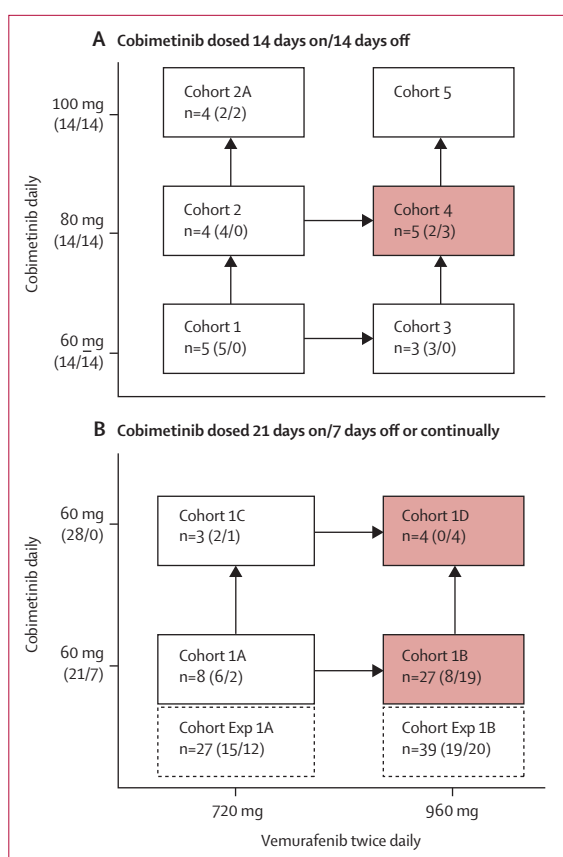 A Cobimetinib dosed 14 days on/14 days off
Cobimetinib daily
100 mg
(14/14)
Cohort 2A
n=4 (2/2)
Cohort 5
80 mg
(14/14)
Cohort 2
n=4 (4/0)
Cohort 4
n=5 (2/3)
60 mg
(14/14)
Cohort 1
n=5 (5/0)
Cohort 3
n=3 (3/0)
B Cobimetinib dosed 21 days on/7 days off or continually
Cobimetinib daily
60 mg
(28/0)
Cohort 1C
n=3 (2/1)
Cohort 1D
n=4 (0/4)
60 mg
(21/7)
Cohort 1A
n=8 (6/2)
Cohort 1B
n=27 (8/19)
Cohort Exp 1A
n=27 (15/12)
Cohort Exp 1B
n=39 (19/20)
720 mg
960 mg
Vemurafenib twice daily